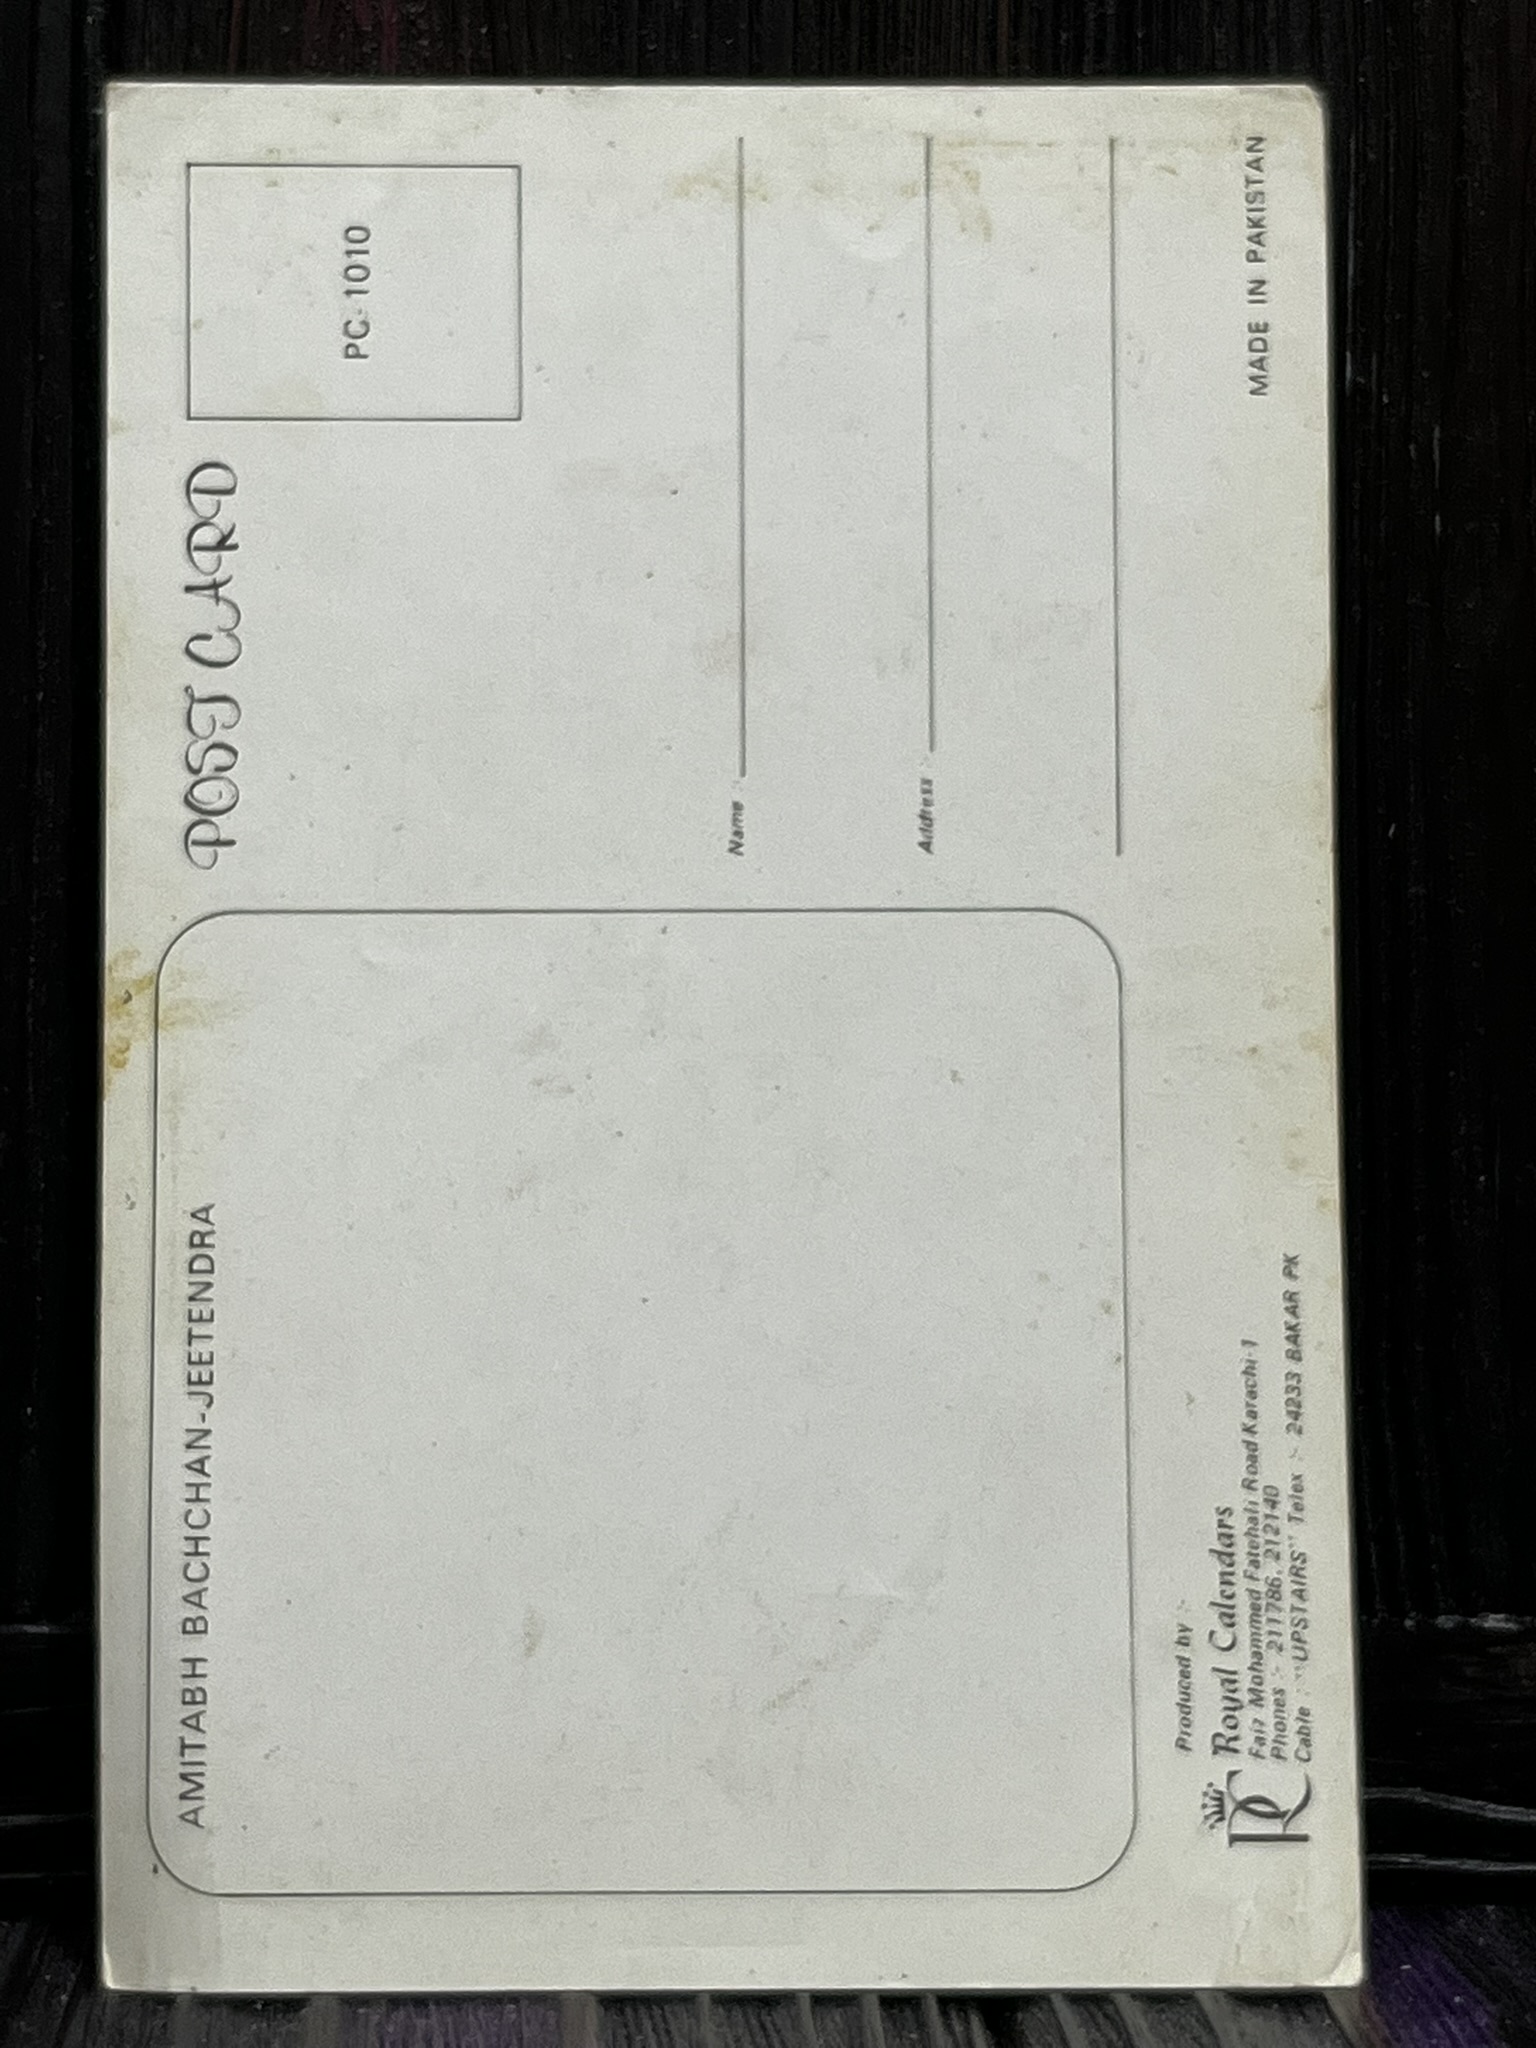 AMITABH BACHCHAN-JEETENDRA
POST CARD
PC-1010
Name :-
Address :-
Produced by :-
RC Royal Calendars
Faiz Mohammed Fatehali Road Karachi-1
Phones :- 211786, 212140
Cable : "UPSTAIRS" Telex :- 24233 BAKAR PK
MADE IN PAKISTAN